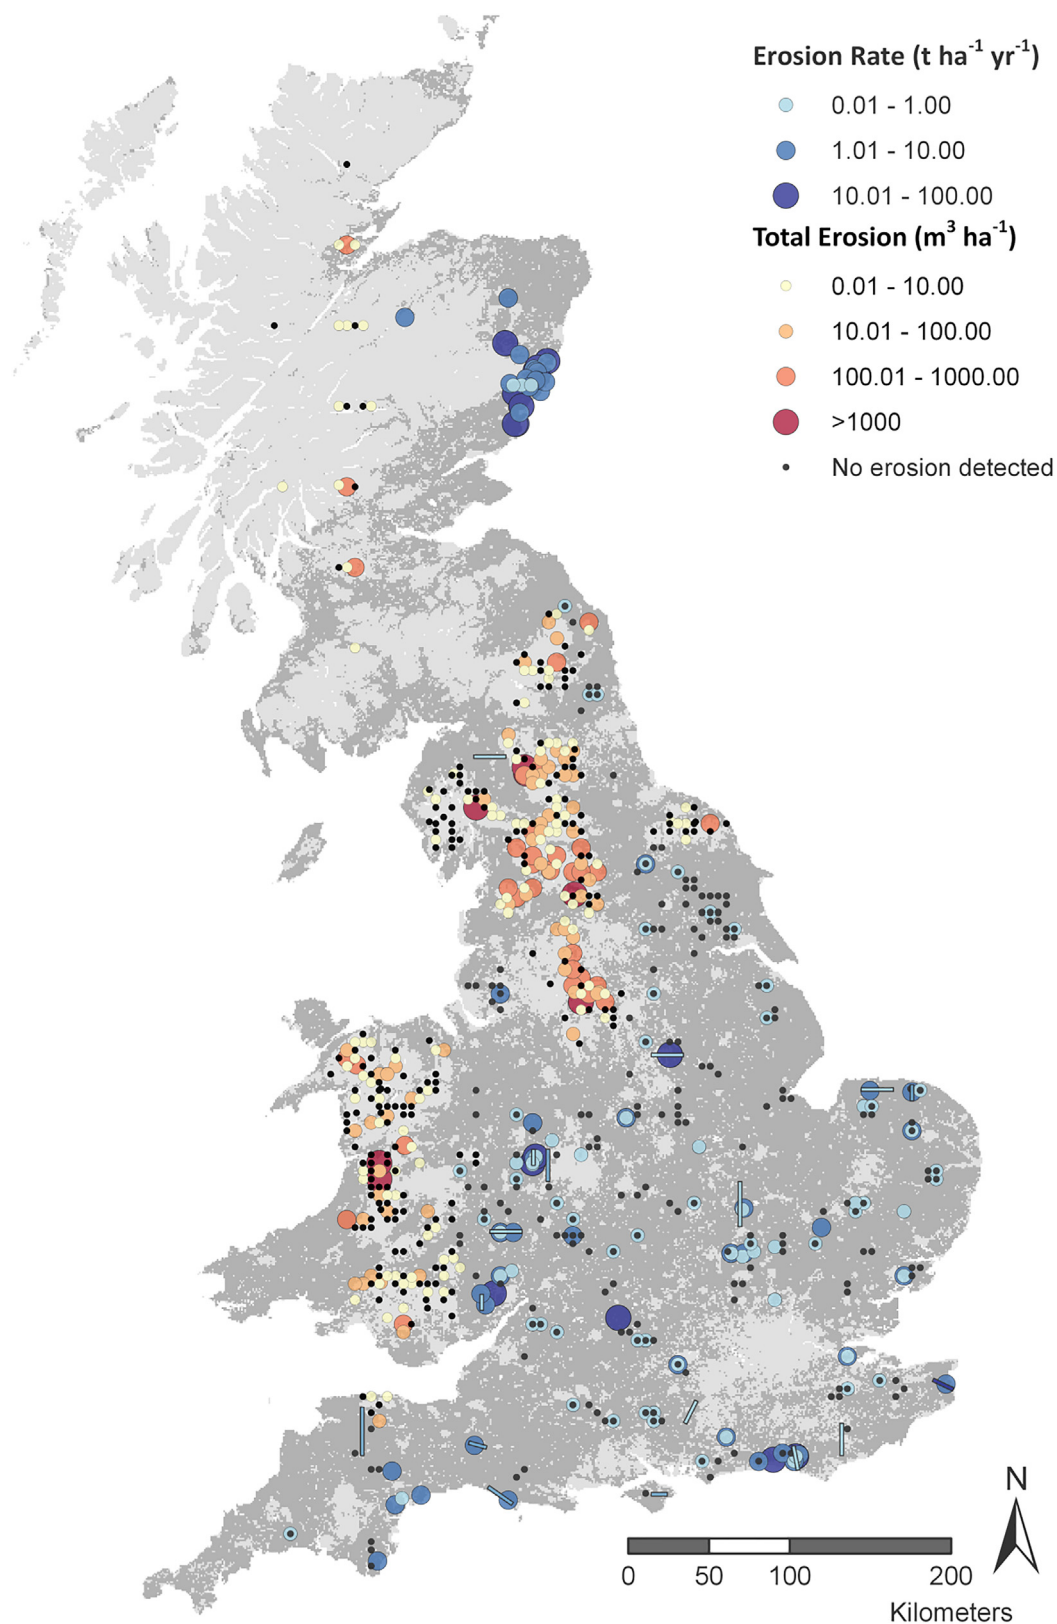 Erosion Rate (t ha⁻¹ yr⁻¹)
0.01 - 1.00
1.01 - 10.00
10.01 - 100.00
Total Erosion (m³ ha⁻¹)
0.01 - 10.00
10.01 - 100.00
100.01 - 1000.00
>1000
No erosion detected
N
0 50 100 200
Kilometers